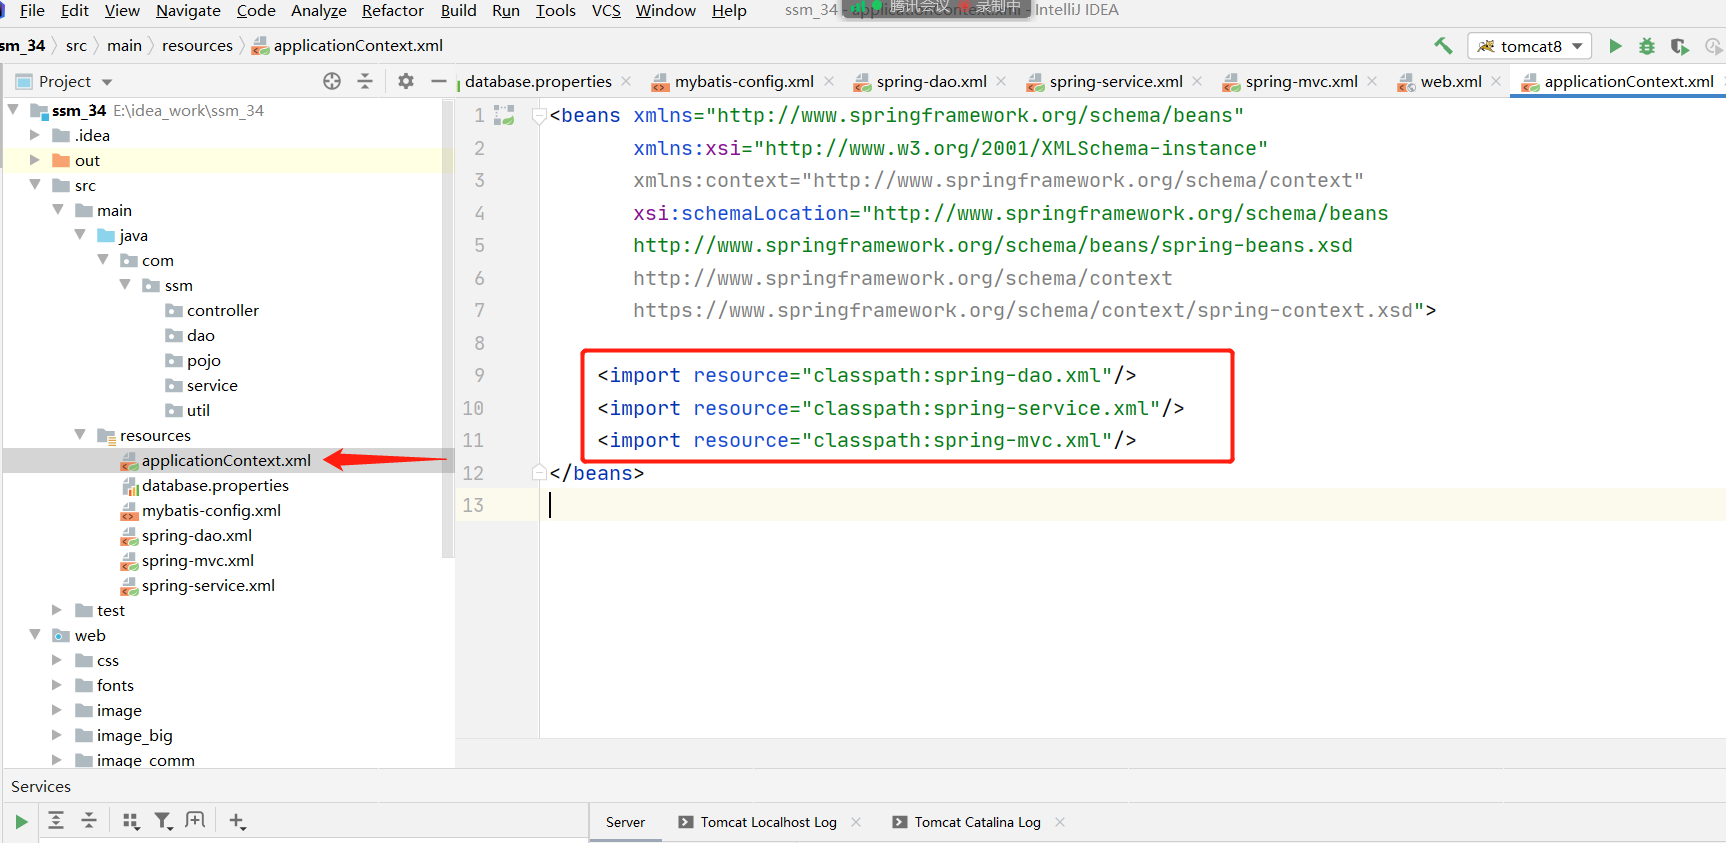 File Edit View Navigate Code Analyze Refactor Build Run Tools VCS Window Help ssm_34 - applicationContext.xml - IntelliJ IDEA
腾讯会议 录制中
sm_34 src main resources applicationContext.xml tomcat8
Project database.properties mybatis-config.xml spring-dao.xml spring-service.xml spring-mvc.xml web.xml applicationContext.xml
ssm_34 E:\idea_work\ssm_34
.idea
out
src
main
java
com
ssm
controller
dao
pojo
service
util
resources
applicationContext.xml
database.properties
mybatis-config.xml
spring-dao.xml
spring-mvc.xml
spring-service.xml
test
web
css
fonts
image
image_big
image_comm
1 <beans xmlns="http://www.springframework.org/schema/beans"
2 xmlns:xsi="http://www.w3.org/2001/XMLSchema-instance"
3 xmlns:context="http://www.springframework.org/schema/context"
4 xsi:schemaLocation="http://www.springframework.org/schema/beans
5 http://www.springframework.org/schema/beans/spring-beans.xsd
6 http://www.springframework.org/schema/context
7 https://www.springframework.org/schema/context/spring-context.xsd">
8
9 <import resource="classpath:spring-dao.xml"/>
10 <import resource="classpath:spring-service.xml"/>
11 <import resource="classpath:spring-mvc.xml"/>
12 </beans>
13
Services
Server Tomcat Localhost Log Tomcat Catalina Log